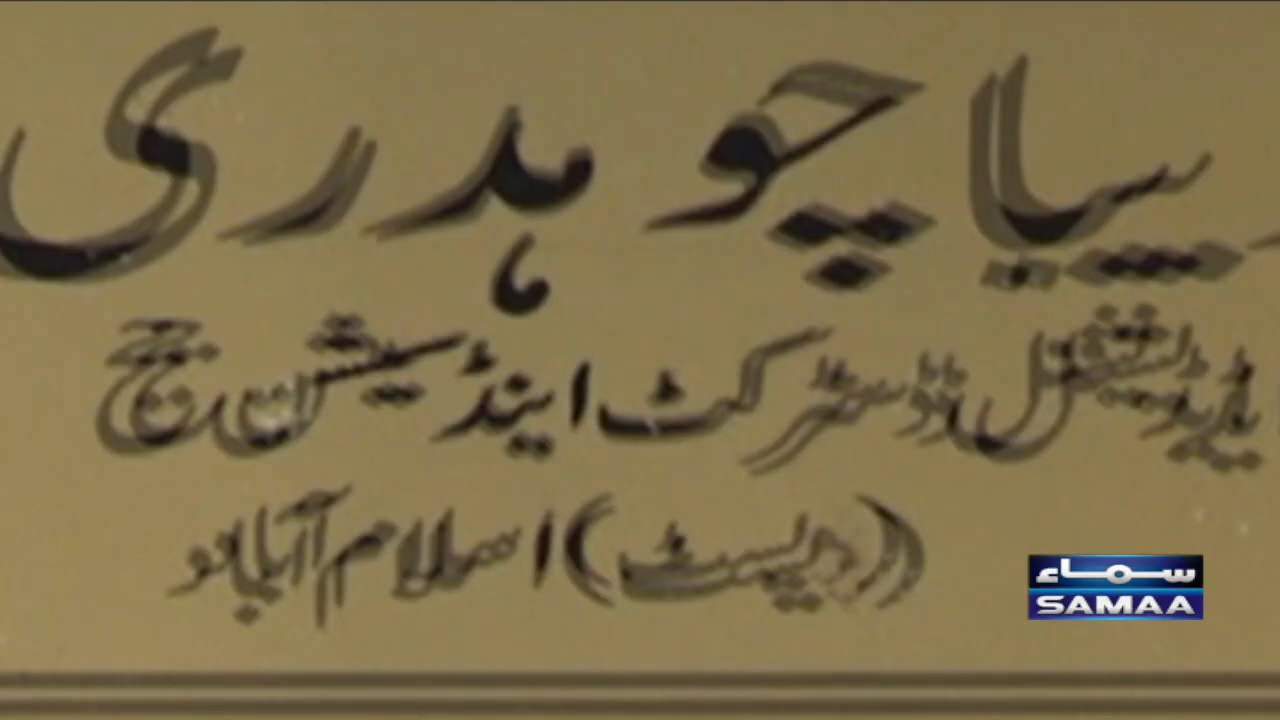 چوہدری
ایڈیشنل ڈسٹرکٹ اینڈ سیشن جج
(ویسٹ) اسلام آباد
سماء
SAMAA